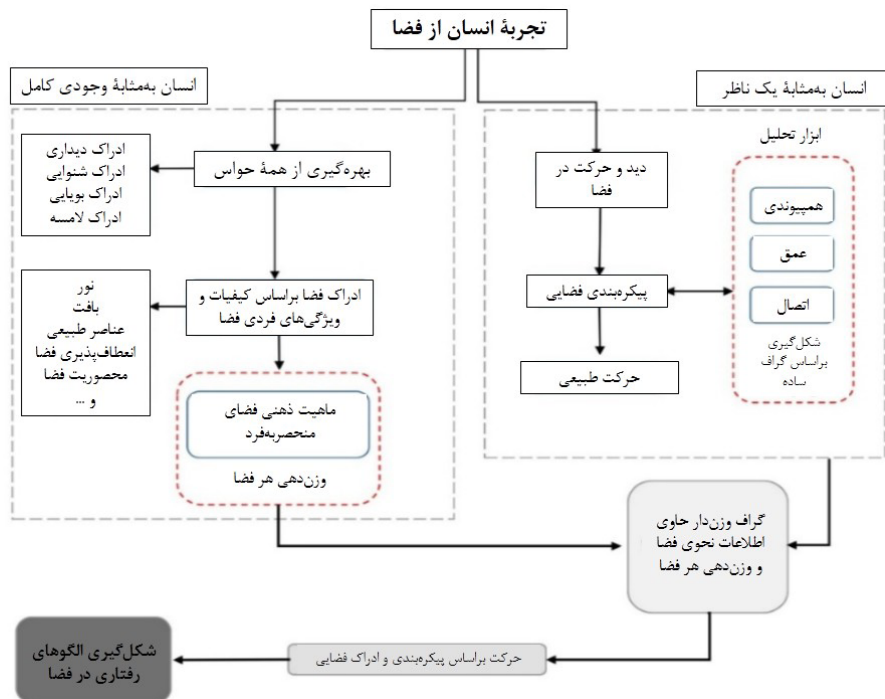 تجربهٔ انسان از فضا
انسان به‌مثابهٔ یک ناظر
ابزار تحلیل
دید و حرکت در
فضا
همپیوندی
عمق
اتصال
شکل‌گیری
براساس گراف
ساده
پیکره‌بندی فضایی
حرکت طبیعی
انسان به‌مثابهٔ وجودی کامل
بهره‌گیری از همهٔ حواس
ادراک دیداری
ادراک شنوایی
ادراک بویایی
ادراک لامسه
ادراک فضا براساس کیفیات و
ویژگی‌های فردی فضا
نور
بافت
عناصر طبیعی
انعطاف‌پذیری فضا
محصوریت فضا
و ...
ماهیت ذهنی فضای
منحصربه‌فرد
وزن‌دهی هر فضا
گراف وزن‌دار حاوی
اطلاعات نحوی فضا
و وزن‌دهی هر فضا
حرکت براساس پیکره‌بندی و ادراک فضایی
شکل‌گیری الگوهای
رفتاری در فضا